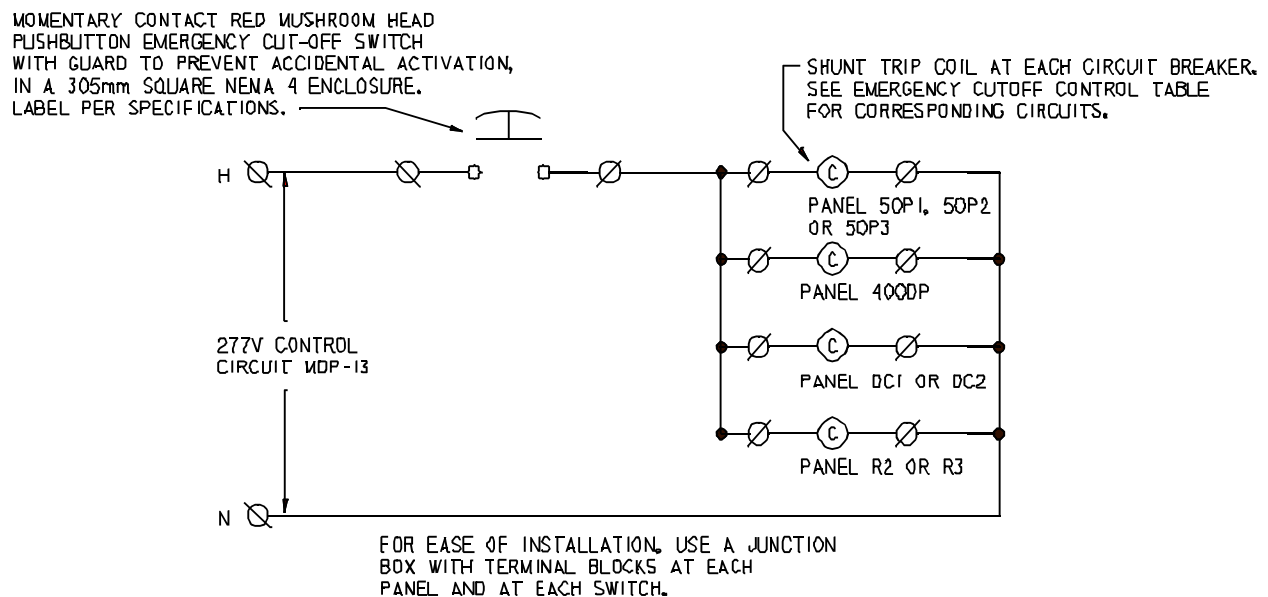 MOMENTARY CONTACT RED MUSHROOM HEAD
PUSHBUTTON EMERGENCY CUT-OFF SWITCH
WITH GUARD TO PREVENT ACCIDENTAL ACTIVATION,
IN A 305mm SQUARE NEMA 4 ENCLOSURE.
LABEL PER SPECIFICATIONS.
SHUNT TRIP COIL AT EACH CIRCUIT BREAKER.
SEE EMERGENCY CUTOFF CONTROL TABLE
FOR CORRESPONDING CIRCUITS.
H
C
PANEL 50P1, 50P2
OR 50P3
C
PANEL 400DP
277V CONTROL
CIRCUIT MDP-13
C
PANEL DC1 OR DC2
C
PANEL R2 OR R3
N
FOR EASE OF INSTALLATION, USE A JUNCTION
BOX WITH TERMINAL BLOCKS AT EACH
PANEL AND AT EACH SWITCH.